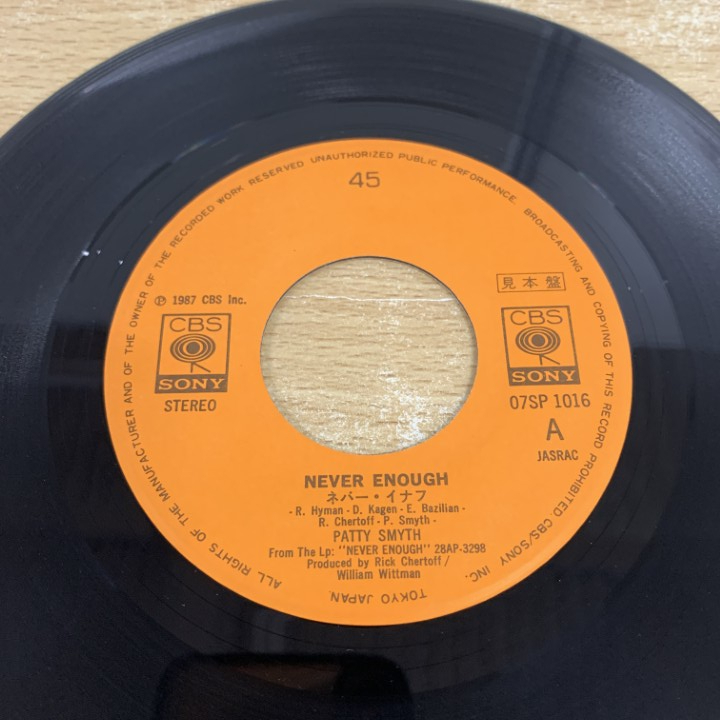 ALL RIGHTS OF THE MANUFACTURER AND OF THE OWNER OF THE RECORDED WORK RESERVED UNAUTHORIZED PUBLIC PERFORMANCE. BROADCASTING AND COPYING OF THIS RECORD PROHIBITED CBS/SONY INC.
TOKYO JAPAN.
45
見本盤
Ⓟ 1987 CBS Inc.
CBS
SONY
STEREO
CBS
SONY
07SP 1016
A
JASRAC
NEVER ENOUGH
ネバー・イナフ
- R. Hyman - D. Kagen - E. Bazilian -
R. Chertoff - P. Smyth -
PATTY SMYTH
From The Lp: "NEVER ENOUGH" 28AP-3298
Produced by Rick Chertoff/
William Wittman